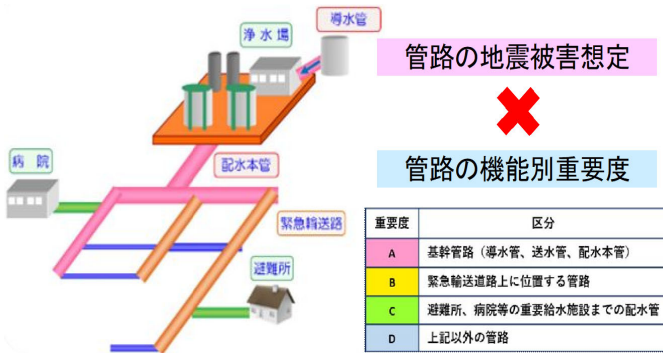 導水管
浄水場
管路の地震被害想定
病院
配水本管
管路の機能別重要度
緊急輸送路
避難所
重要度 区分
A 基幹管路（導水管、送水管、配水本管）
B 緊急輸送道路上に位置する管路
C 避難所、病院等の重要給水施設までの配水管
D 上記以外の管路